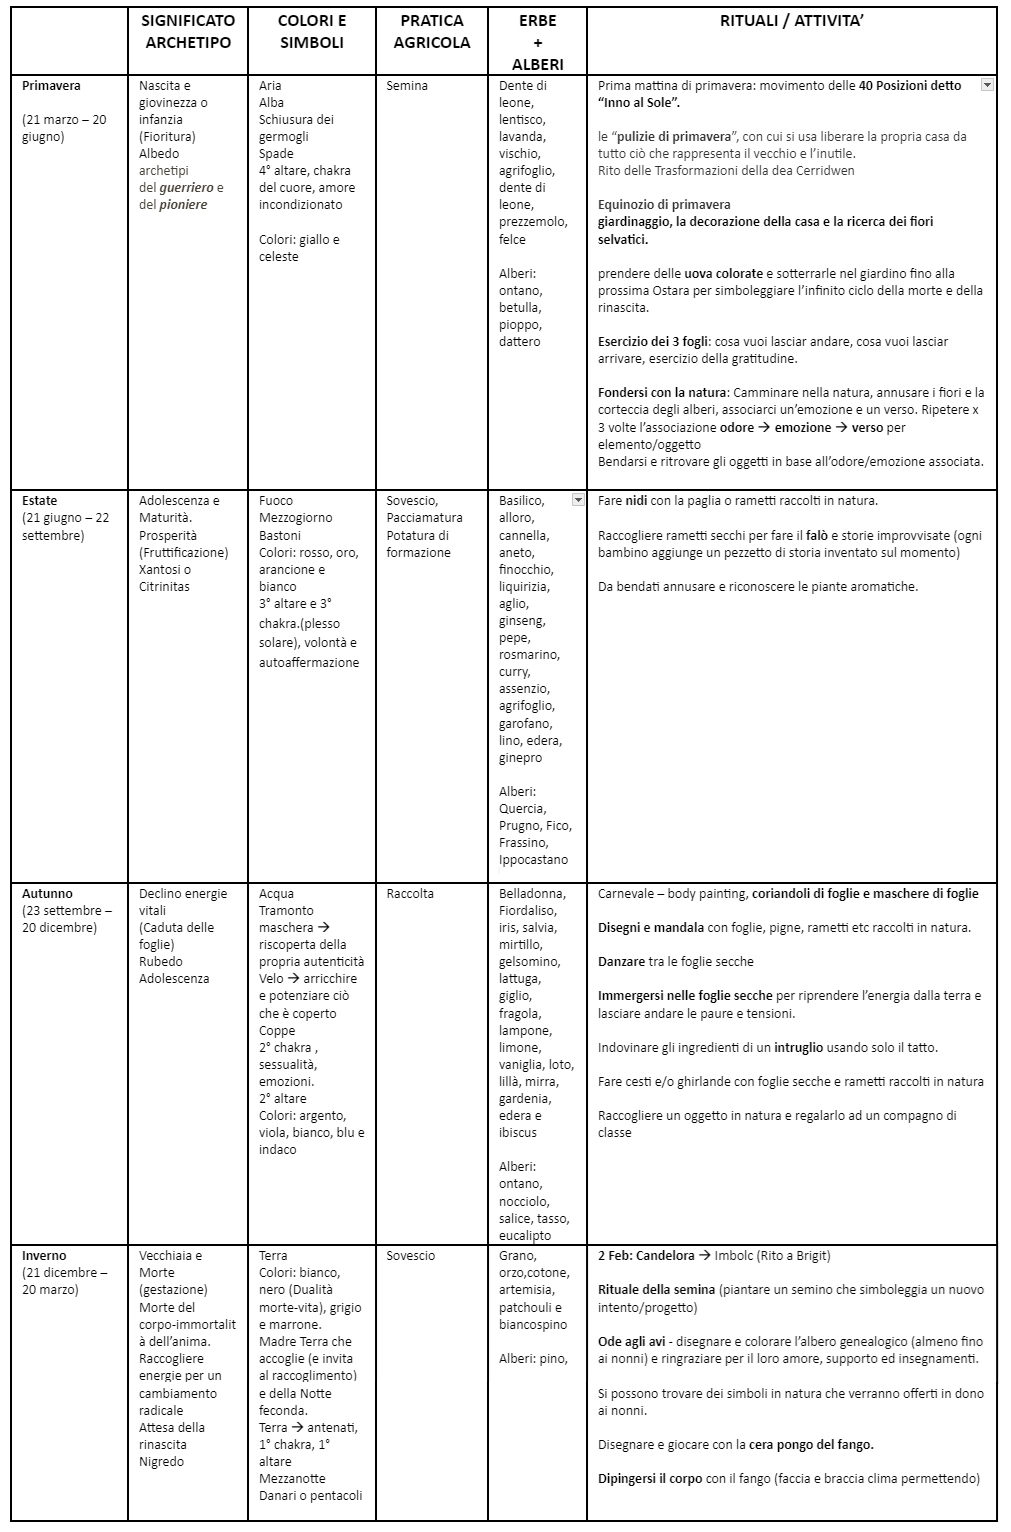 SIGNIFICATO
ARCHETIPO
COLORI E
SIMBOLI
PRATICA
AGRICOLA
ERBE
+
ALBERI
RITUALI / ATTIVITA’
Primavera
(21 marzo – 20
giugno)
Nascita e
giovinezza o
infanzia
(Fioritura)
Albedo
archetipi
del guerriero e
del pioniere
Aria
Alba
Schiusura dei
germogli
Spade
4° altare, chakra
del cuore, amore
incondizionato
Colori: giallo e
celeste
Semina
Dente di
leone,
lentisco,
lavanda,
vischio,
agrifoglio,
dente di
leone,
prezzemolo,
felce
Alberi:
ontano,
betulla,
pioppo,
dattero
Prima mattina di primavera: movimento delle 40 Posizioni detto
“Inno al Sole”.
le “pulizie di primavera”, con cui si usa liberare la propria casa da
tutto ciò che rappresenta il vecchio e l’inutile.
Rito delle Trasformazioni della dea Cerridwen
Equinozio di primavera
giardinaggio, la decorazione della casa e la ricerca dei fiori
selvatici.
prendere delle uova colorate e sotterrarle nel giardino fino alla
prossima Ostara per simboleggiare l’infinito ciclo della morte e della
rinascita.
Esercizio dei 3 fogli: cosa vuoi lasciar andare, cosa vuoi lasciar
arrivare, esercizio della gratitudine.
Fondersi con la natura: Camminare nella natura, annusare i fiori e la
corteccia degli alberi, associarci un’emozione e un verso. Ripetere x
3 volte l’associazione odore → emozione → verso per
elemento/oggetto
Bendarsi e ritrovare gli oggetti in base all’odore/emozione associata.
Estate
(21 giugno – 22
settembre)
Adolescenza e
Maturità.
Prosperità
(Fruttificazione)
Xantosi o
Citrinitas
Fuoco
Mezzogiorno
Bastoni
Colori: rosso, oro,
arancione e
bianco
3° altare e 3°
chakra.(plesso
solare), volontà e
autoaffermazione
Sovescio,
Pacciamatura
Potatura di
formazione
Basilico,
alloro,
cannella,
aneto,
finocchio,
liquirizia,
aglio,
ginseng,
pepe,
rosmarino,
curry,
assenzio,
agrifoglio,
garofano,
lino, edera,
ginepro
Alberi:
Quercia,
Prugno, Fico,
Frassino,
Ippocastano
Fare nidi con la paglia o rametti raccolti in natura.
Raccogliere rametti secchi per fare il falò e storie improvvisate (ogni
bambino aggiunge un pezzetto di storia inventato sul momento)
Da bendati annusare e riconoscere le piante aromatiche.
Autunno
(23 settembre –
20 dicembre)
Declino energie
vitali
(Caduta delle
foglie)
Rubedo
Adolescenza
Acqua
Tramonto
maschera →
riscoperta della
propria autenticità
Velo → arricchire
e potenziare ciò
che è coperto
Coppe
2° chakra ,
sessualità,
emozioni.
2° altare
Colori: argento,
viola, bianco, blu e
indaco
Raccolta
Belladonna,
Fiordaliso,
iris, salvia,
mirtillo,
gelsomino,
lattuga,
giglio,
fragola,
lampone,
limone,
vaniglia, loto,
lillà, mirra,
gardenia,
edera e
ibiscus
Alberi:
ontano,
nocciolo,
salice, tasso,
eucalipto
Carnevale – body painting, coriandoli di foglie e maschere di foglie
Disegni e mandala con foglie, pigne, rametti etc raccolti in natura.
Danzare tra le foglie secche
Immergersi nelle foglie secche per riprendere l’energia dalla terra e
lasciare andare le paure e tensioni.
Indovinare gli ingredienti di un intruglio usando solo il tatto.
Fare cesti e/o ghirlande con foglie secche e rametti raccolti in natura
Raccogliere un oggetto in natura e regalarlo ad un compagno di
classe
Inverno
(21 dicembre –
20 marzo)
Vecchiaia e
Morte
(gestazione)
Morte del
corpo-immortalit
à dell’anima.
Raccogliere
energie per un
cambiamento
radicale
Attesa della
rinascita
Nigredo
Terra
Colori: bianco,
nero (Dualità
morte-vita), grigio
e marrone.
Madre Terra che
accoglie (e invita
al raccoglimento)
e della Notte
feconda.
Terra → antenati,
1° chakra, 1°
altare
Mezzanotte
Danari o pentacoli
Sovescio
Grano,
orzo,cotone,
artemisia,
patchouli e
biancospino
Alberi: pino,
2 Feb: Candelora → Imbolc (Rito a Brigit)
Rituale della semina (piantare un semino che simboleggia un nuovo
intento/progetto)
Ode agli avi - disegnare e colorare l’albero genealogico (almeno fino
ai nonni) e ringraziare per il loro amore, supporto ed insegnamenti.
Si possono trovare dei simboli in natura che verranno offerti in dono
ai nonni.
Disegnare e giocare con la cera pongo del fango.
Dipingersi il corpo con il fango (faccia e braccia clima permettendo)